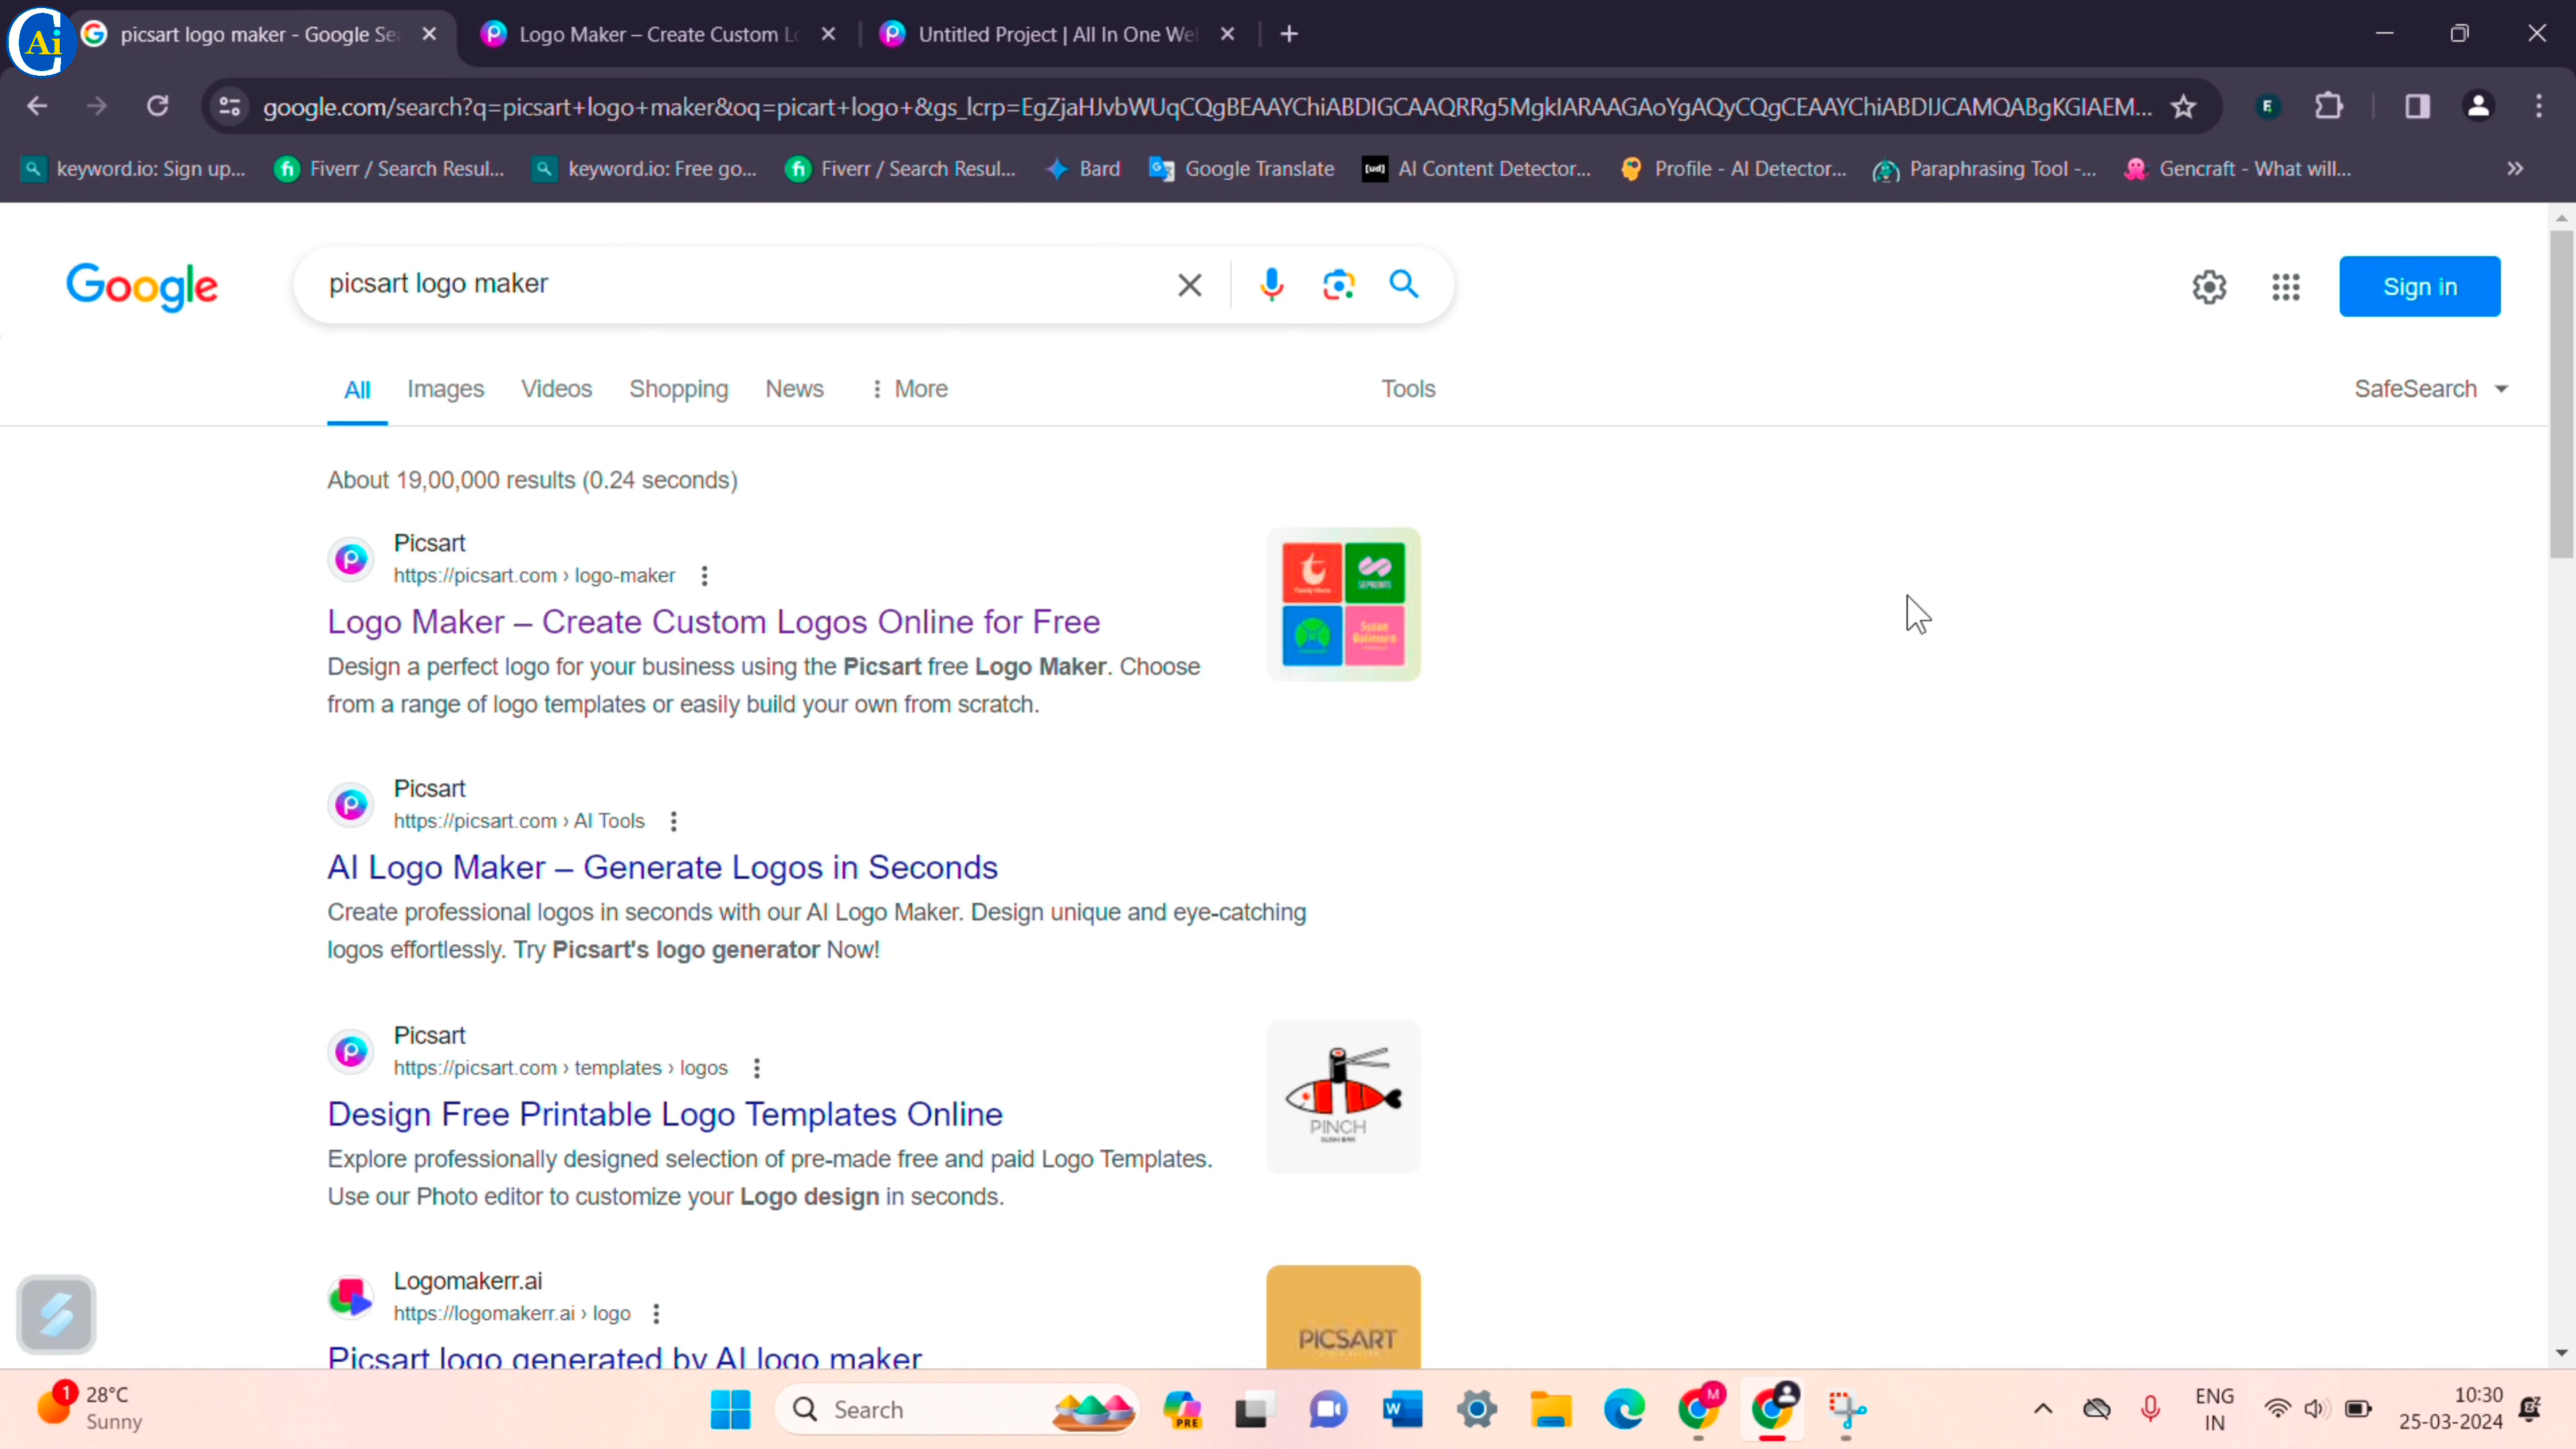 Ai
picsart logo maker - Google Sea
Logo Maker – Create Custom Lo
Untitled Project | All In One Wel
google.com/search?q=picsart+logo+maker&oq=picart+logo+&gs_lcrp=EgZjaHJvbWUqCQgBEAAYChiABDIGCAAQRRg5MgkIARAAGAoYgAQyCQgCEAAYChiABDIJCAMQABgKGIAEM...
keyword.io: Sign up...
Fiverr / Search Resul...
keyword.io: Free go...
Fiverr / Search Resul...
Bard
Google Translate
[ud]
AI Content Detector...
Profile - AI Detector...
Paraphrasing Tool -...
Gencraft - What will...
Google
picsart logo maker
Sign in
All
Images
Videos
Shopping
News
More
Tools
SafeSearch
About 19,00,000 results (0.24 seconds)
Picsart
https://picsart.com › logo-maker
Logo Maker – Create Custom Logos Online for Free
Design a perfect logo for your business using the Picsart free Logo Maker. Choose
from a range of logo templates or easily build your own from scratch.
Picsart
https://picsart.com › AI Tools
AI Logo Maker – Generate Logos in Seconds
Create professional logos in seconds with our AI Logo Maker. Design unique and eye-catching
logos effortlessly. Try Picsart's logo generator Now!
Picsart
https://picsart.com › templates › logos
Design Free Printable Logo Templates Online
Explore professionally designed selection of pre-made free and paid Logo Templates.
Use our Photo editor to customize your Logo design in seconds.
PINCH
SUSHI BAR
Logomakerr.ai
https://logomakerr.ai › logo
Picsart logo generated by AI logo maker
PICSART
1
28°C
Sunny
Search
PRE
W
M
ENG
IN
10:30
25-03-2024